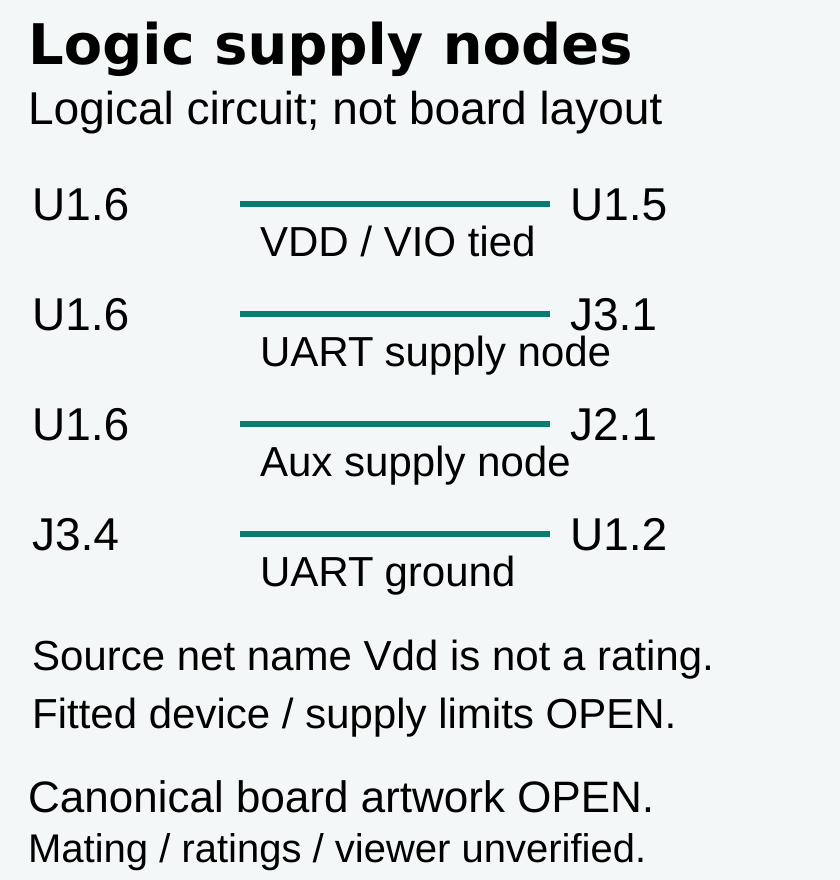 Logic supply nodes
Logical circuit; not board layout
U1.6 U1.5
VDD / VIO tied
U1.6 J3.1
UART supply node
U1.6 J2.1
Aux supply node
J3.4 U1.2
UART ground
Source net name Vdd is not a rating.
Fitted device / supply limits OPEN.
Canonical board artwork OPEN.
Mating / ratings / viewer unverified.